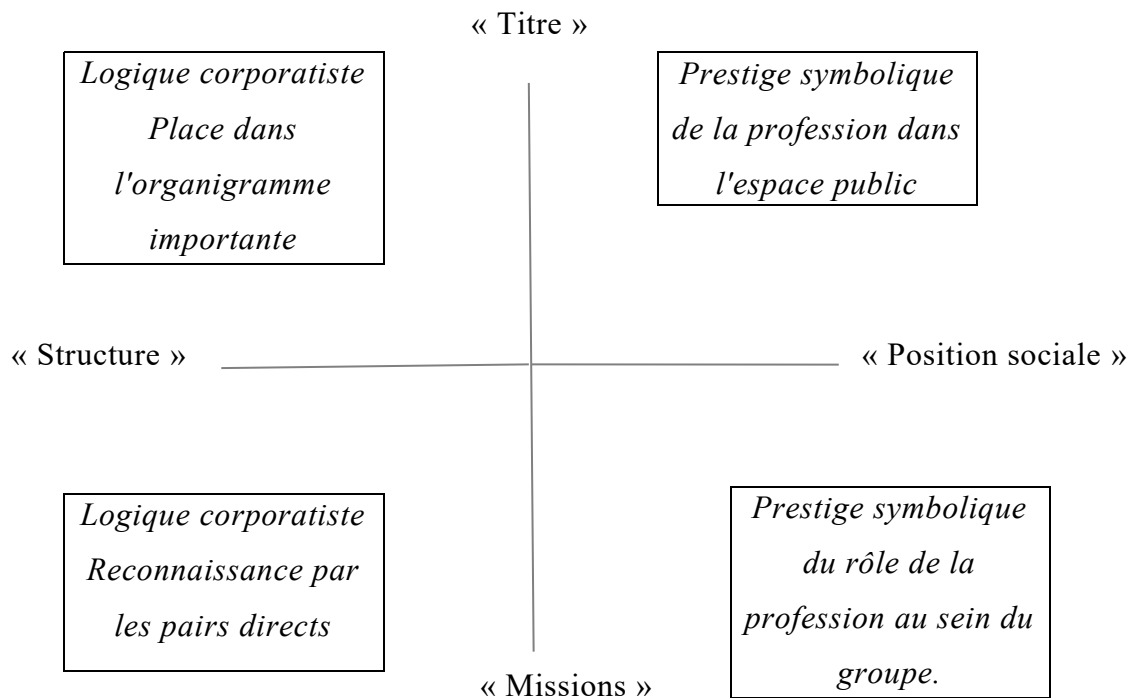 « Titre »
Logique corporatiste
Place dans
l'organigramme
importante
Prestige symbolique
de la profession dans
l'espace public
« Structure »
« Position sociale »
Logique corporatiste
Reconnaissance par
les pairs directs
Prestige symbolique
du rôle de la
profession au sein du
groupe.
« Missions »